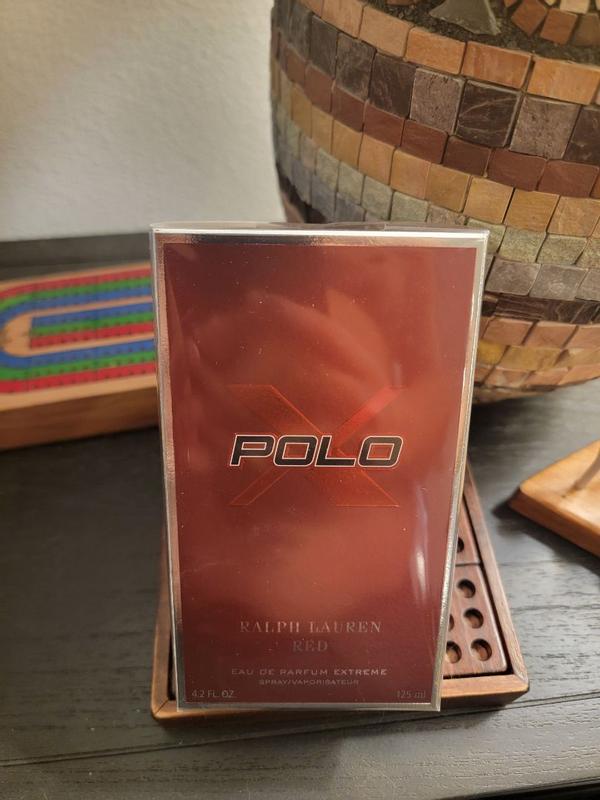 X
POLO
RALPH LAUREN
RED
EAU DE PARFUM EXTREME
SPRAY/VAPORISATEUR
4.2 FL. OZ. 125 ml